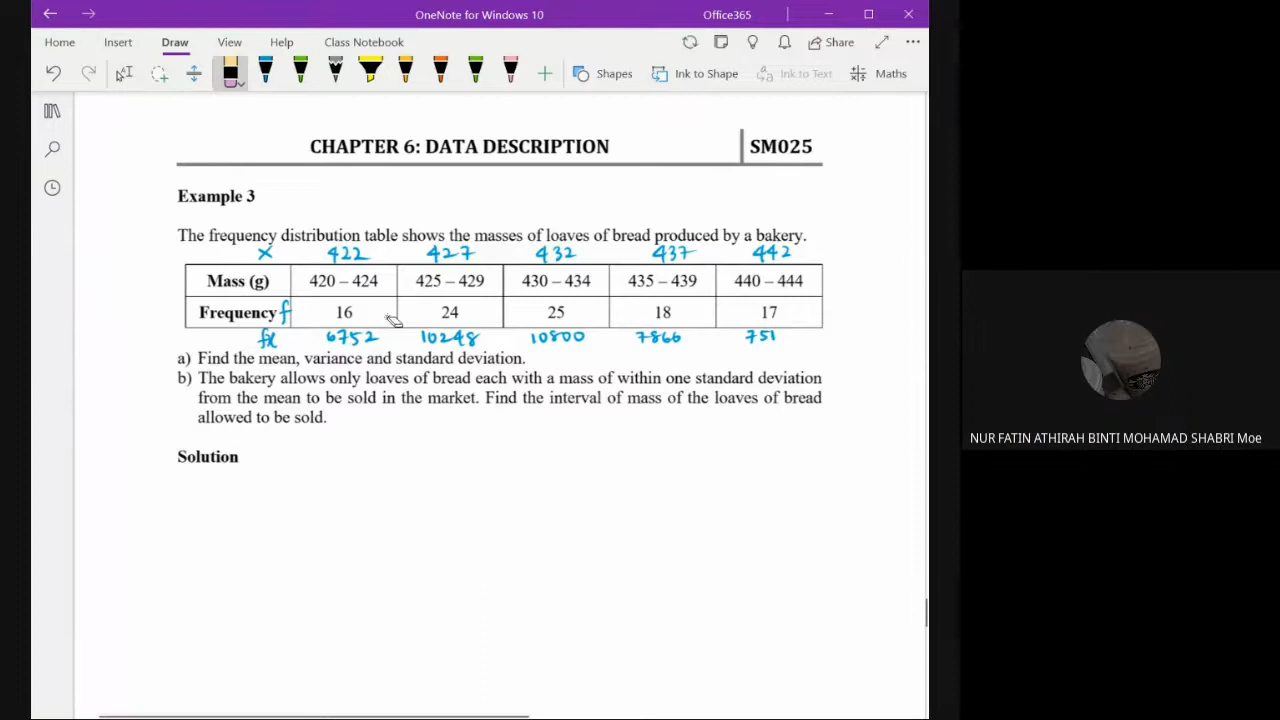 OneNote for Windows 10
Office365
Home Insert Draw View Help Class Notebook
Share
Shapes Ink to Shape Ink to Text Maths
CHAPTER 6: DATA DESCRIPTION SM025
Example 3
The frequency distribution table shows the masses of loaves of bread produced by a bakery.
x 422 427 432 437 442
Mass (g) 420 – 424 425 – 429 430 – 434 435 – 439 440 – 444
Frequency f 16 24 25 18 17
fx 6752 10248 10800 7866 751
a) Find the mean, variance and standard deviation.
b) The bakery allows only loaves of bread each with a mass of within one standard deviation
from the mean to be sold in the market. Find the interval of mass of the loaves of bread
allowed to be sold.
Solution
NUR FATIN ATHIRAH BINTI MOHAMAD SHABRI Moe